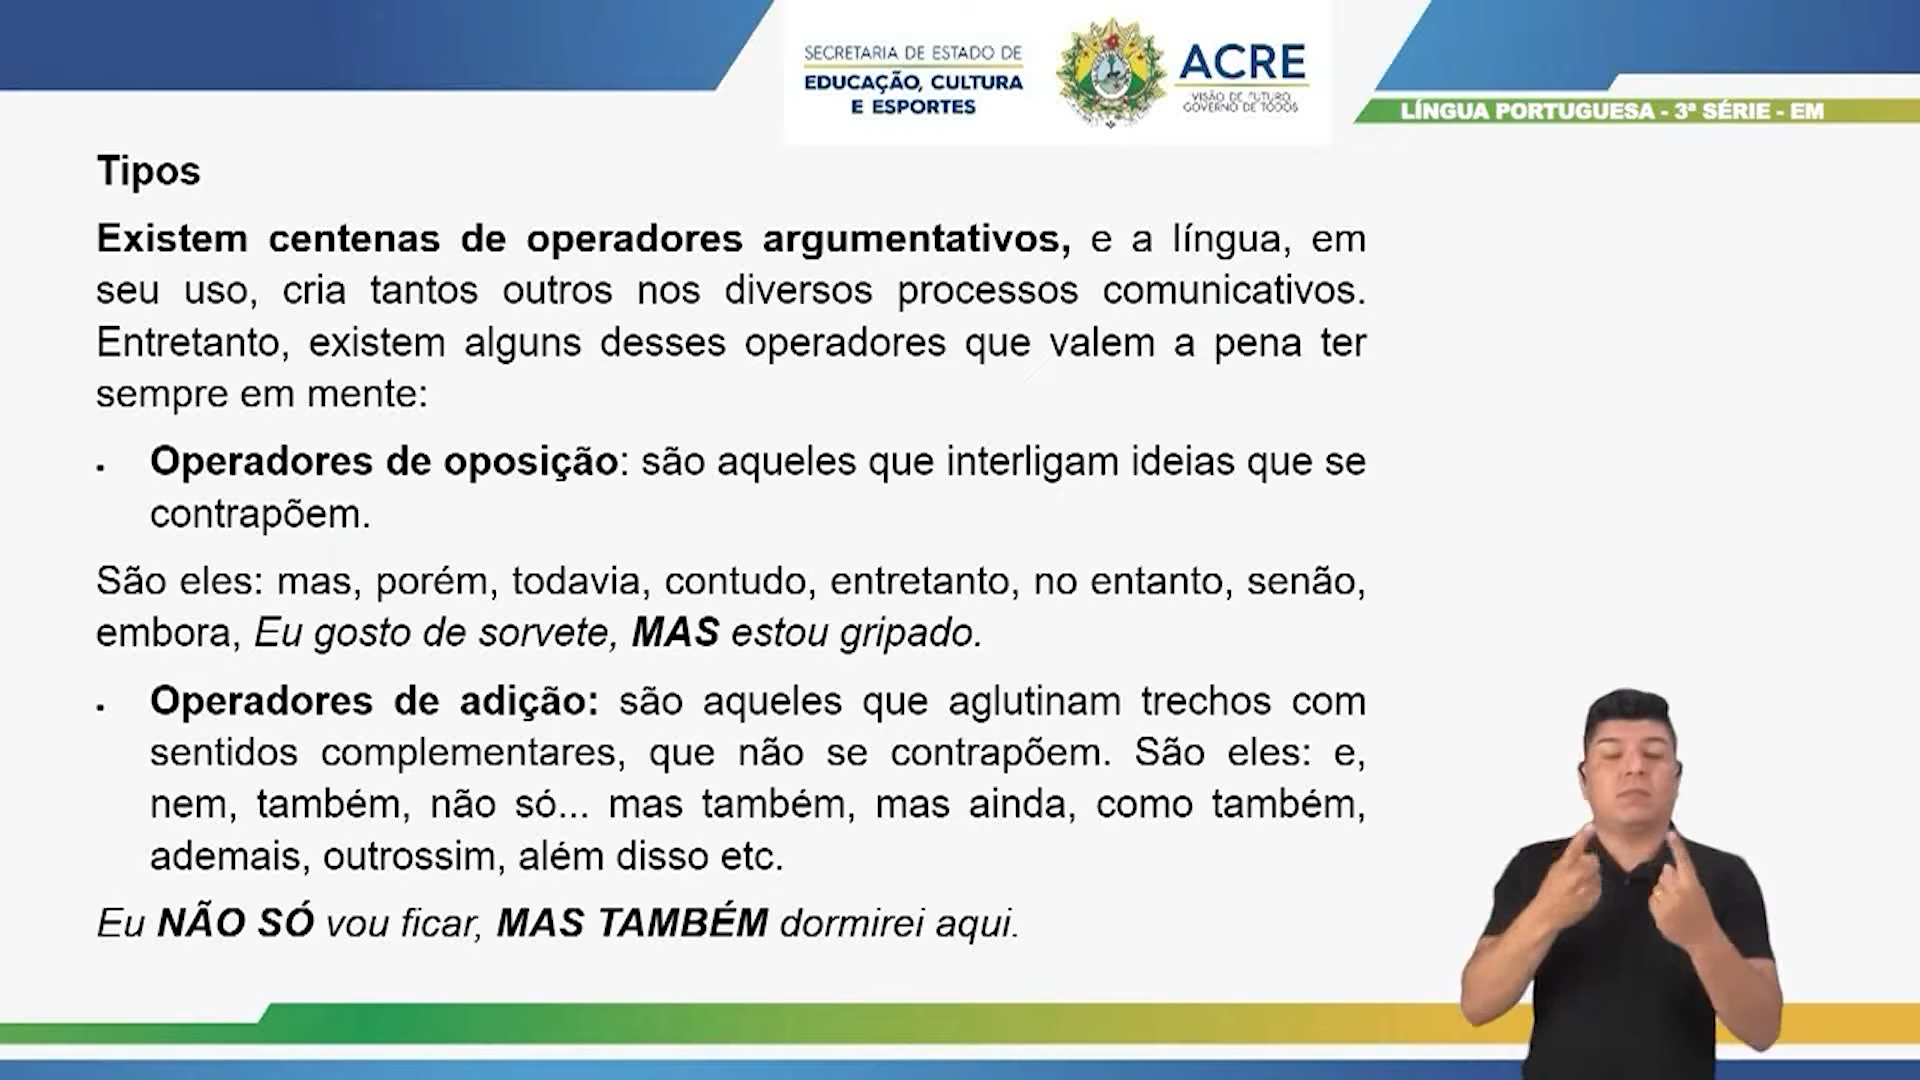 SECRETARIA DE ESTADO DE
EDUCAÇÃO, CULTURA
E ESPORTES
ACRE
VISÃO DE FUTURO,
GOVERNO DE TODOS
LÍNGUA PORTUGUESA - 3ª SÉRIE - EM
Tipos
Existem centenas de operadores argumentativos, e a língua, em
seu uso, cria tantos outros nos diversos processos comunicativos.
Entretanto, existem alguns desses operadores que valem a pena ter
sempre em mente:
▪ Operadores de oposição: são aqueles que interligam ideias que se
contrapõem.
São eles: mas, porém, todavia, contudo, entretanto, no entanto, senão,
embora, Eu gosto de sorvete, MAS estou gripado.
▪ Operadores de adição: são aqueles que aglutinam trechos com
sentidos complementares, que não se contrapõem. São eles: e,
nem, também, não só... mas também, mas ainda, como também,
ademais, outrossim, além disso etc.
Eu NÃO SÓ vou ficar, MAS TAMBÉM dormirei aqui.